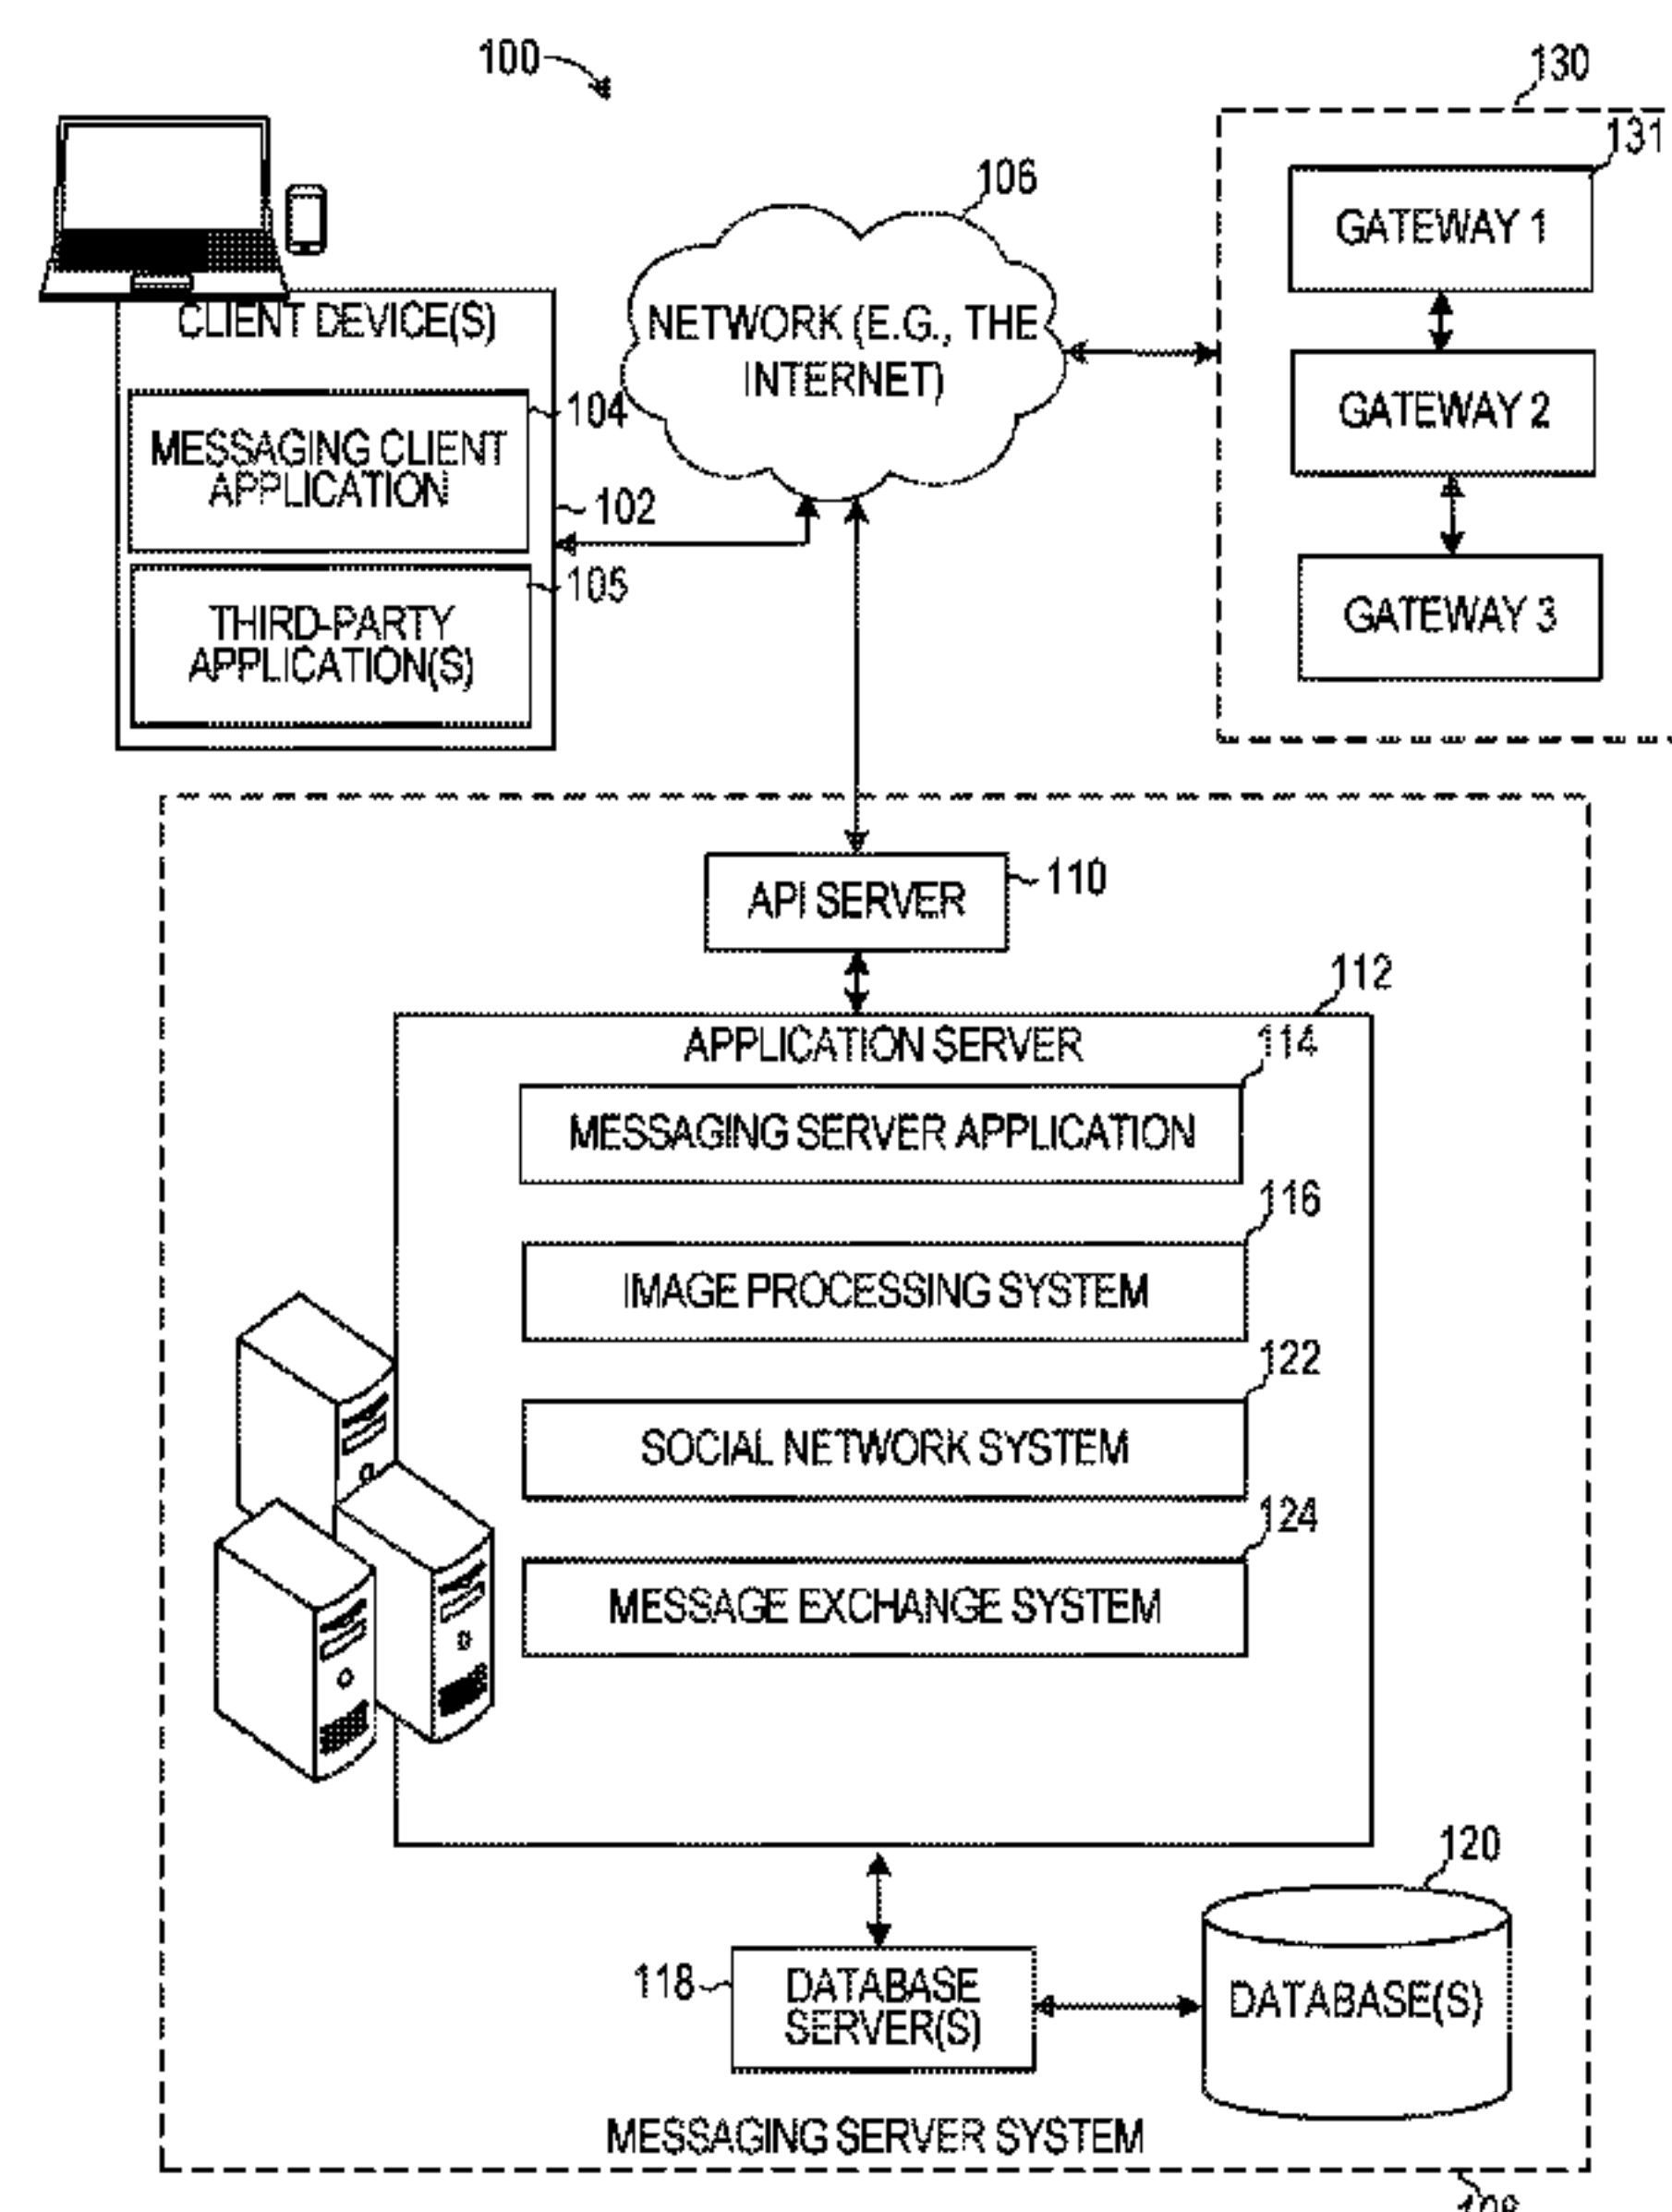 100
130
131
GATEWAY 1
106
NETWORK (E.G., THE
INTERNET)
CLIENT DEVICE(S)
104
MESSAGING CLIENT
APPLICATION
GATEWAY 2
102
105
THIRD-PARTY
APPLICATION(S)
GATEWAY 3
API SERVER
110
112
APPLICATION SERVER
114
MESSAGING SERVER APPLICATION
116
IMAGE PROCESSING SYSTEM
122
SOCIAL NETWORK SYSTEM
124
MESSAGE EXCHANGE SYSTEM
120
118
DATABASE
SERVER(S)
DATABASE(S)
MESSAGING SERVER SYSTEM